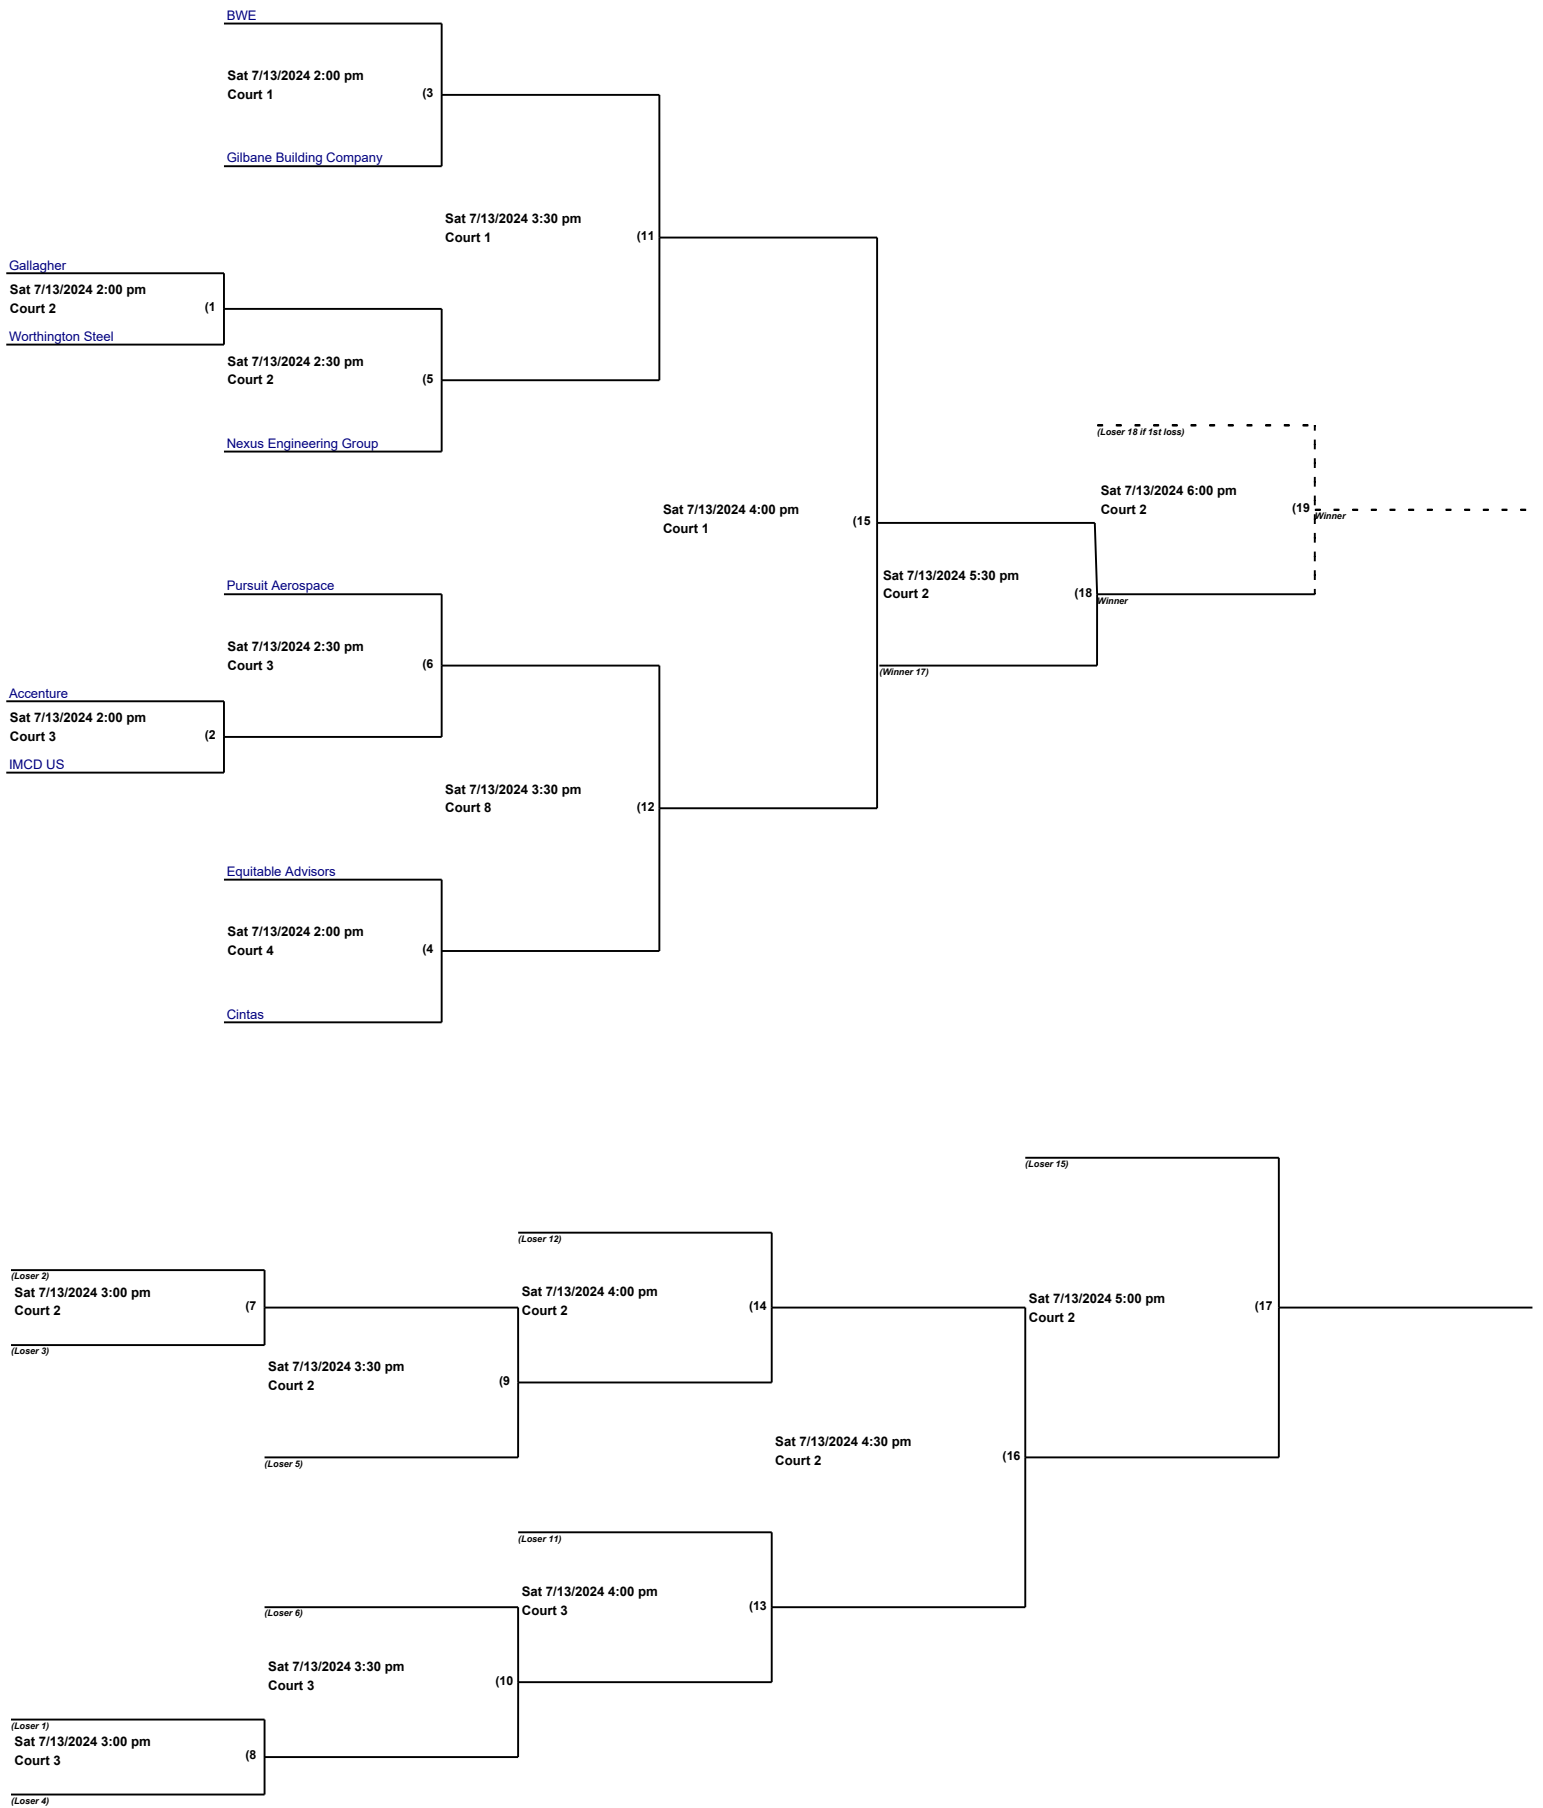 BWE
Sat 7/13/2024 2:00 pm
Court 1
(3
Gilbane Building Company
Sat 7/13/2024 3:30 pm
Court 1
(11
Gallagher
Sat 7/13/2024 2:00 pm
Court 2
(1
Worthington Steel
Sat 7/13/2024 2:30 pm
Court 2
(5
Nexus Engineering Group
(Loser 18 if 1st loss)
Sat 7/13/2024 6:00 pm
Court 2
(19
Winner
Sat 7/13/2024 4:00 pm
Court 1
(15
Sat 7/13/2024 5:30 pm
Court 2
(18
Winner
(Winner 17)
Pursuit Aerospace
Sat 7/13/2024 2:30 pm
Court 3
(6
Accenture
Sat 7/13/2024 2:00 pm
Court 3
(2
IMCD US
Sat 7/13/2024 3:30 pm
Court 8
(12
Equitable Advisors
Sat 7/13/2024 2:00 pm
Court 4
(4
Cintas
(Loser 15)
(Loser 12)
(Loser 2)
Sat 7/13/2024 3:00 pm
Court 2
(7
(Loser 3)
Sat 7/13/2024 4:00 pm
Court 2
(14
Sat 7/13/2024 5:00 pm
Court 2
(17
Sat 7/13/2024 3:30 pm
Court 2
(9
(Loser 5)
Sat 7/13/2024 4:30 pm
Court 2
(16
(Loser 11)
Sat 7/13/2024 4:00 pm
Court 3
(13
(Loser 6)
Sat 7/13/2024 3:30 pm
Court 3
(10
(Loser 1)
Sat 7/13/2024 3:00 pm
Court 3
(8
(Loser 4)